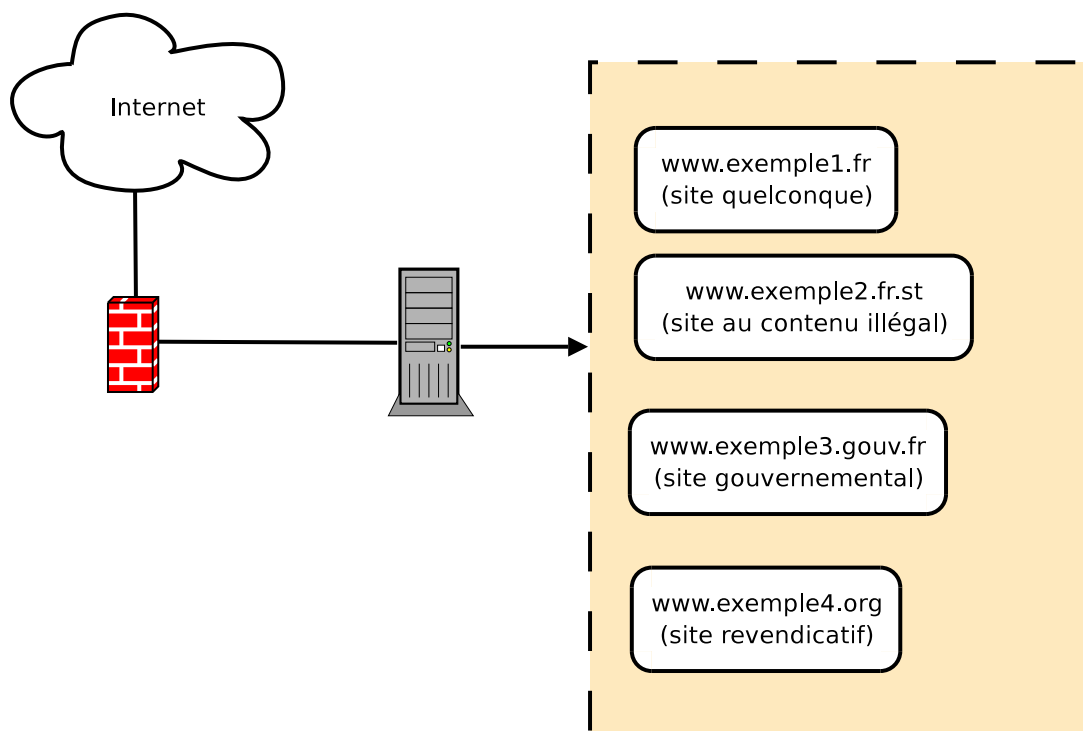 Internet
www.exemple1.fr
(site quelconque)
www.exemple2.fr.st
(site au contenu illégal)
www.exemple3.gouv.fr
(site gouvernemental)
www.exemple4.org
(site revendicatif)